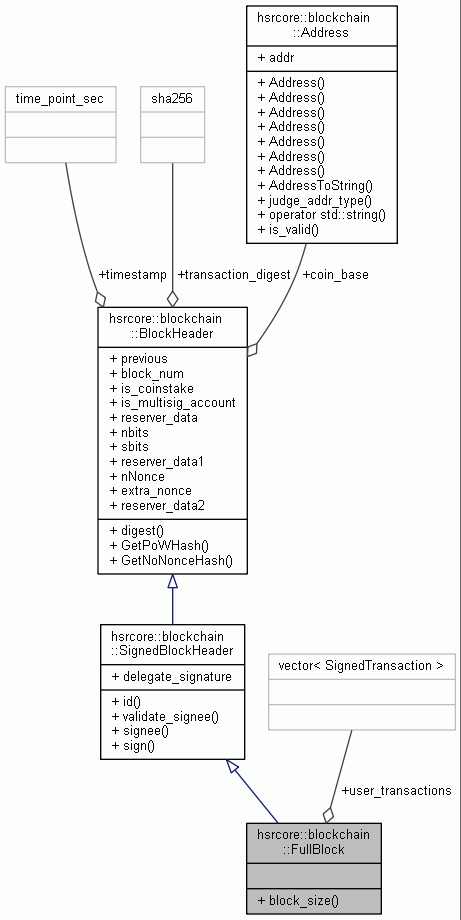 hsrcore::blockchain
::Address
+ addr
+ Address()
+ Address()
+ Address()
+ Address()
+ Address()
+ Address()
+ Address()
+ AddressToString()
+ judge_addr_type()
+ operator std::string()
+ is_valid()
time_point_sec
sha256
+timestamp
+transaction_digest
+coin_base
hsrcore::blockchain
::BlockHeader
+ previous
+ block_num
+ is_coinstake
+ is_multisig_account
+ reserver_data
+ nbits
+ sbits
+ reserver_data1
+ nNonce
+ extra_nonce
+ reserver_data2
+ digest()
+ GetPoWHash()
+ GetNoNonceHash()
hsrcore::blockchain
::SignedBlockHeader
+ delegate_signature
+ id()
+ validate_signee()
+ signee()
+ sign()
vector< SignedTransaction >
+user_transactions
hsrcore::blockchain
::FullBlock
+ block_size()